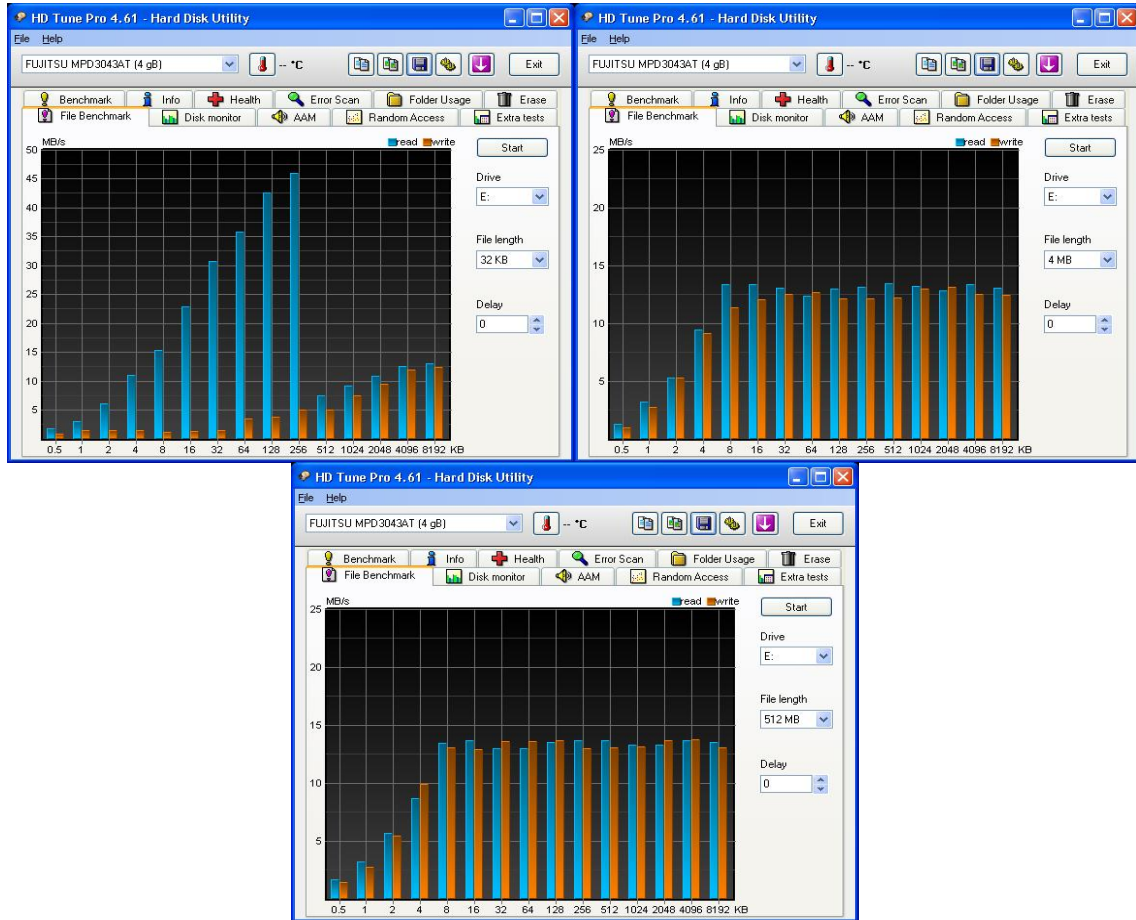 HD Tune Pro 4.61 - Hard Disk Utility
File Help
FUJITSU MPD3043AT (4 gB) -- °C Exit
Benchmark Info Health Error Scan Folder Usage Erase
File Benchmark Disk monitor AAM Random Access Extra tests
MB/s read write Start
50
45
40
35
30
25
20
15
10
5
0.5 1 2 4 8 16 32 64 128 256 512 1024 2048 4096 8192 KB
Drive
E:
File length
32 KB
Delay
0
HD Tune Pro 4.61 - Hard Disk Utility
File Help
FUJITSU MPD3043AT (4 gB) -- °C Exit
Benchmark Info Health Error Scan Folder Usage Erase
File Benchmark Disk monitor AAM Random Access Extra tests
MB/s read write Start
25
20
15
10
5
0.5 1 2 4 8 16 32 64 128 256 512 1024 2048 4096 8192 KB
Drive
E:
File length
4 MB
Delay
0
HD Tune Pro 4.61 - Hard Disk Utility
File Help
FUJITSU MPD3043AT (4 gB) -- °C Exit
Benchmark Info Health Error Scan Folder Usage Erase
File Benchmark Disk monitor AAM Random Access Extra tests
MB/s read write Start
25
20
15
10
5
0.5 1 2 4 8 16 32 64 128 256 512 1024 2048 4096 8192 KB
Drive
E:
File length
512 MB
Delay
0